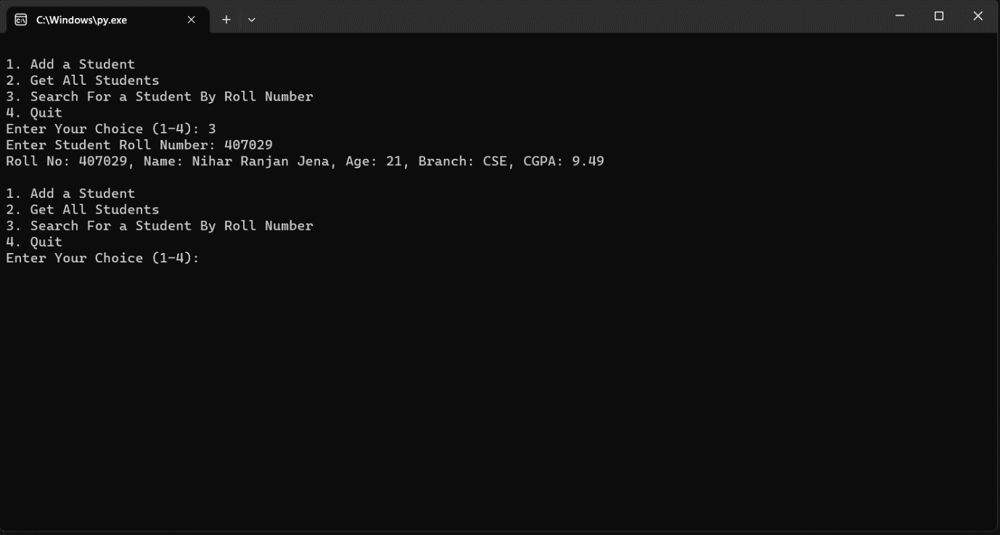 C:\Windows\py.exe
1. Add a Student
2. Get All Students
3. Search For a Student By Roll Number
4. Quit
Enter Your Choice (1-4): 3
Enter Student Roll Number: 407029
Roll No: 407029, Name: Nihar Ranjan Jena, Age: 21, Branch: CSE, CGPA: 9.49
1. Add a Student
2. Get All Students
3. Search For a Student By Roll Number
4. Quit
Enter Your Choice (1-4):